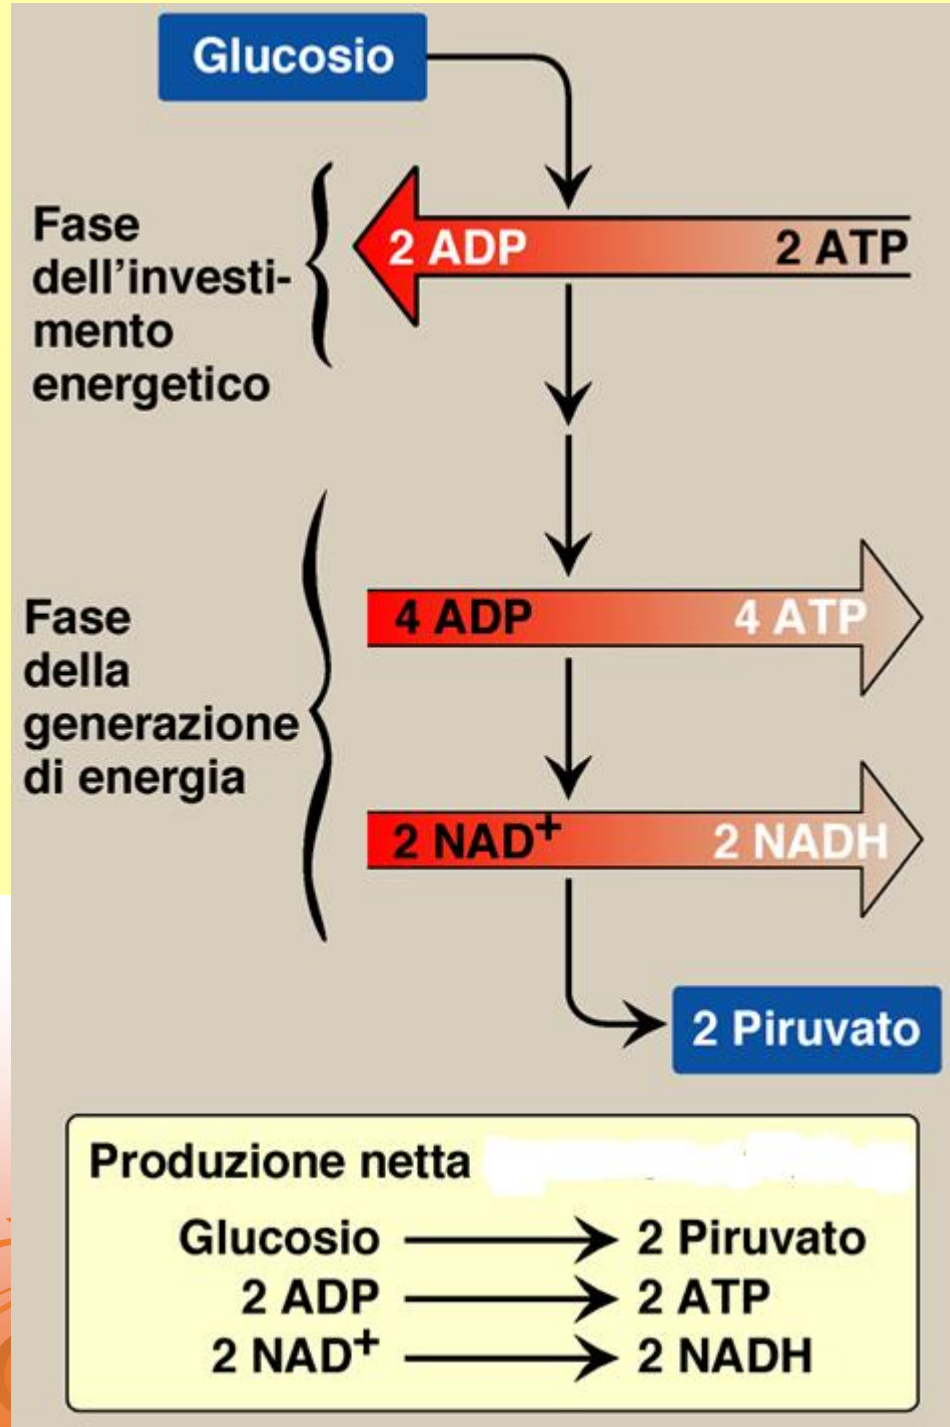 Glucosio
Fase
dell'investi-
mento
energetico
2 ADP 2 ATP
Fase
della
generazione
di energia
4 ADP 4 ATP
2 NAD+ 2 NADH
2 Piruvato
Produzione netta
Glucosio 2 Piruvato
2 ADP 2 ATP
2 NAD+ 2 NADH